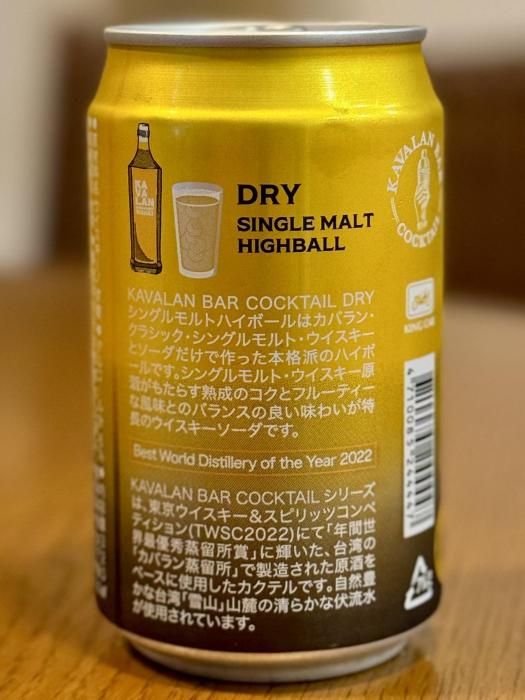 KAVALAN BAR
COCKTAIL
KA
VA
LAN
DRY
SINGLE MALT
HIGHBALL
KAVALAN BAR COCKTAIL DRY
シングルモルトハイボールはカバラン・
クラシック・シングルモルト・ウイスキー
とソーダだけで作った本格派のハイボ
ールです。シングルモルト・ウイスキー原
酒がもたらす熟成のコクとフルーティー
な風味とのバランスの良い味わいが特
長のウイスキーソーダです。
KING CAR
Best World Distillery of the Year 2022
KAVALAN BAR COCKTAIL シリーズ
は、東京ウイスキー&スピリッツコンペ
ティション(TWSC2022)にて「年間世
界最優秀蒸留所賞」に輝いた、台湾の
「カバラン蒸留所」で製造された原酒を
ベースに使用したカクテルです。自然豊
かな台湾「雪山」山麓の清らかな伏流水
が使用されています。